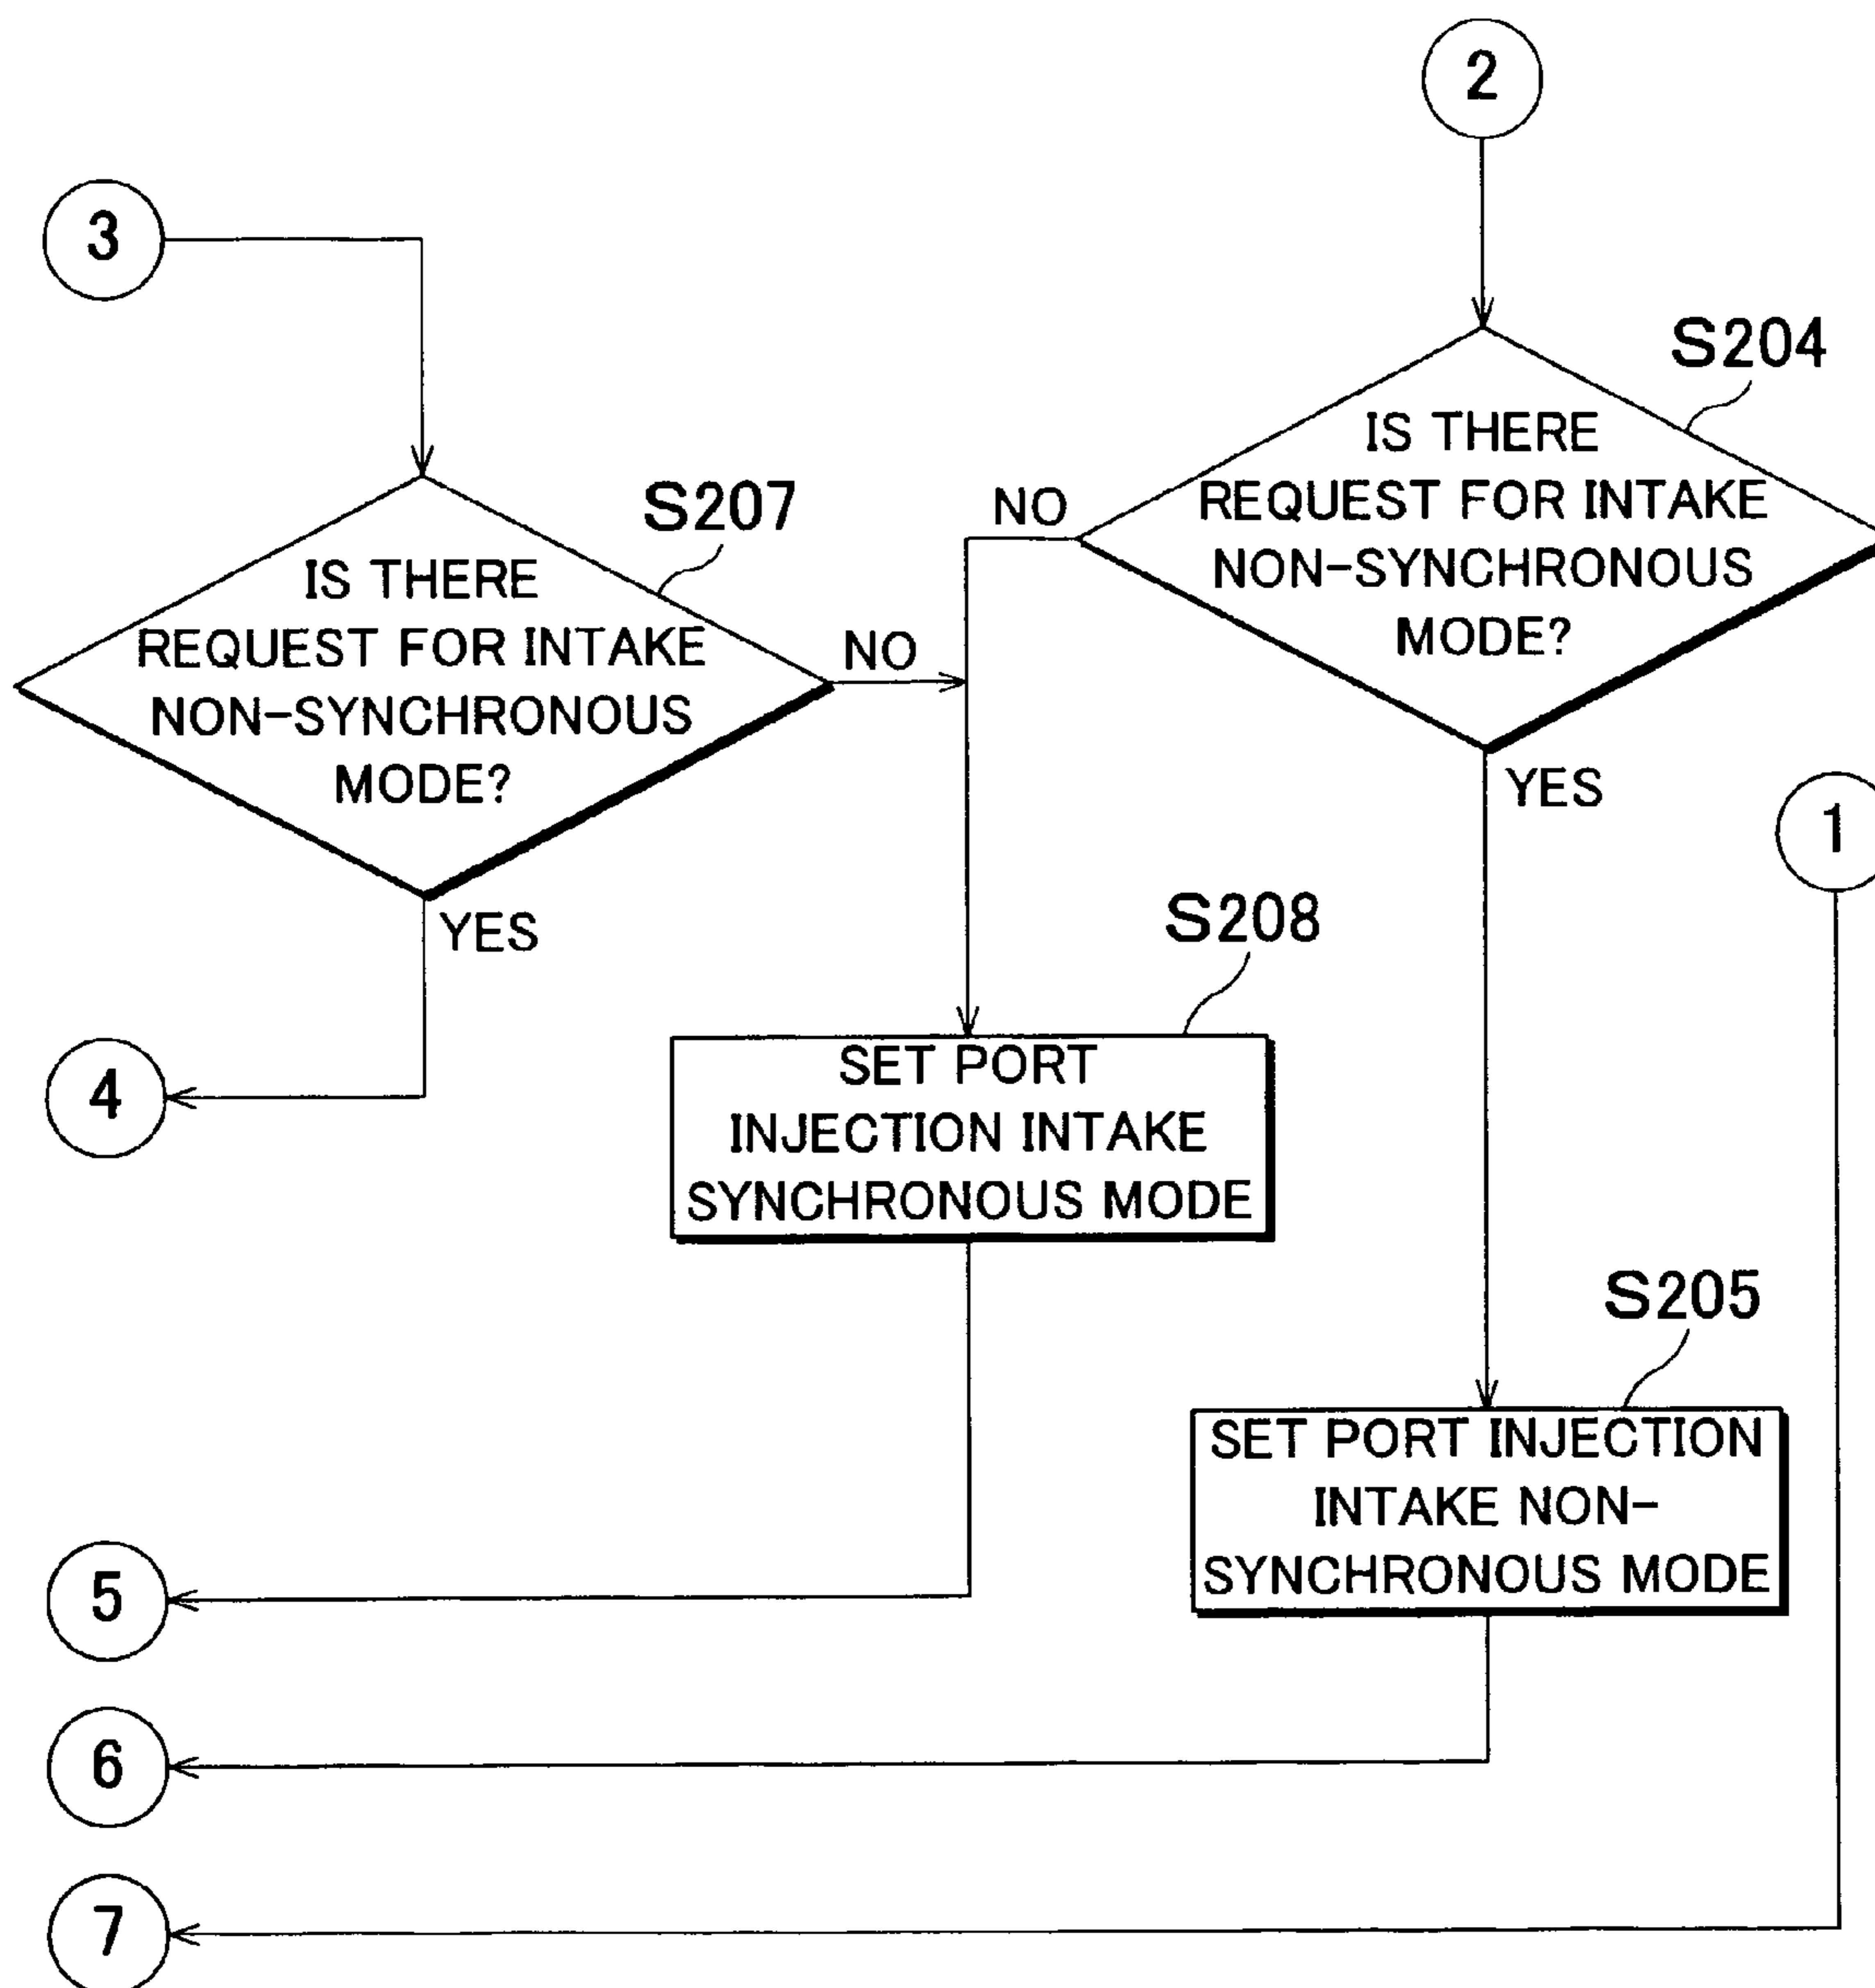 2
3
S204
IS THERE
REQUEST FOR INTAKE
NON-SYNCHRONOUS
MODE?
NO
YES
S207
IS THERE
REQUEST FOR INTAKE
NON-SYNCHRONOUS
MODE?
NO
YES
1
4
S208
SET PORT
INJECTION INTAKE
SYNCHRONOUS MODE
S205
SET PORT INJECTION
INTAKE NON-
SYNCHRONOUS MODE
5
6
7